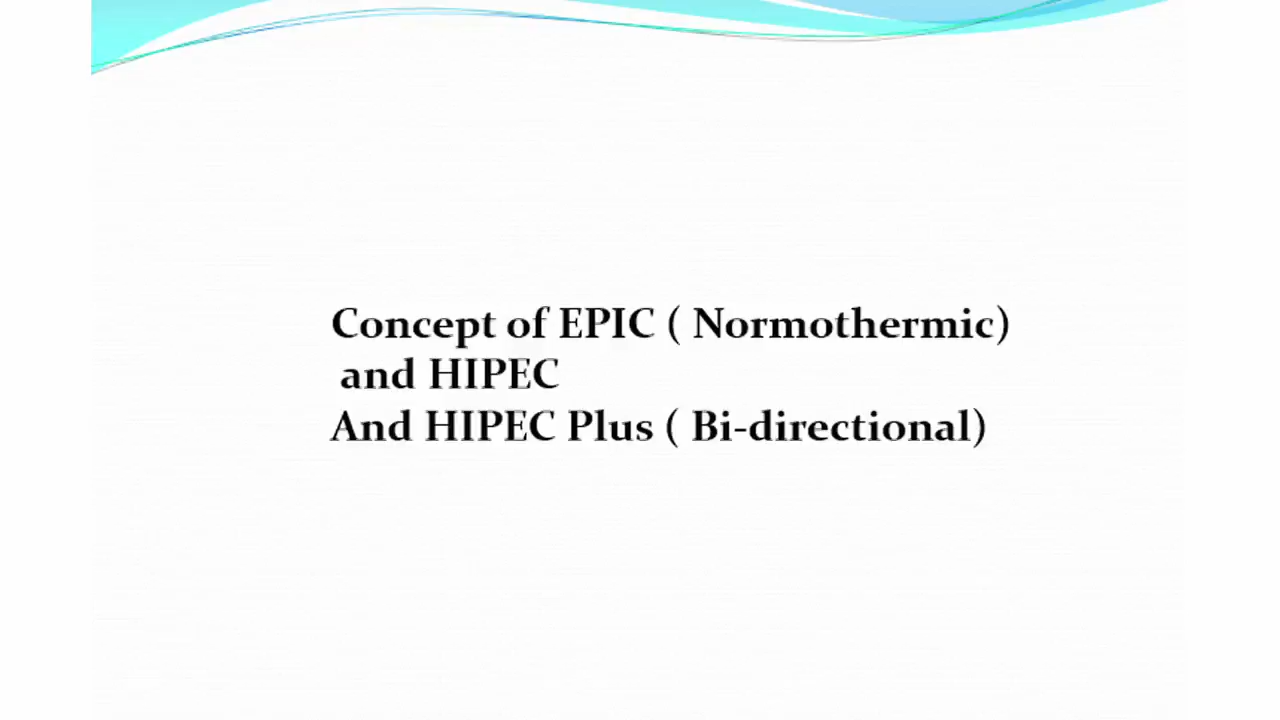 Concept of EPIC ( Normothermic)
and HIPEC
And HIPEC Plus ( Bi-directional)